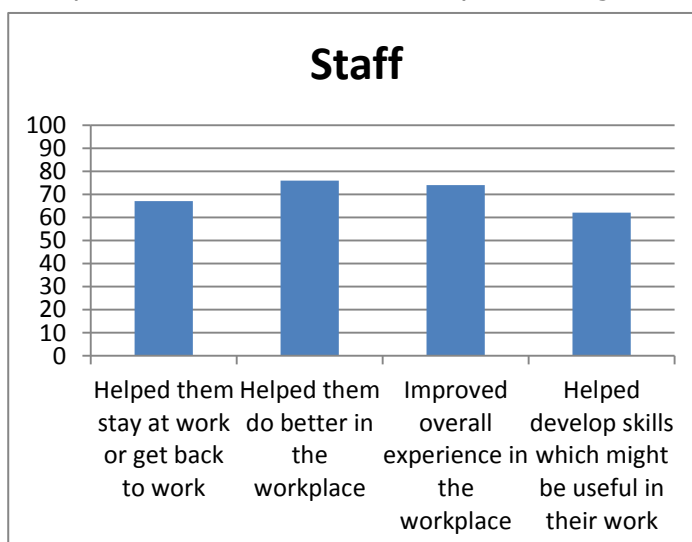 Staff
100
90
80
70
60
50
40
30
20
10
0
Helped them
stay at work
or get back
to work
Helped them
do better in
the
workplace
Improved
overall
experience in
the
workplace
Helped
develop skills
which might
be useful in
their work